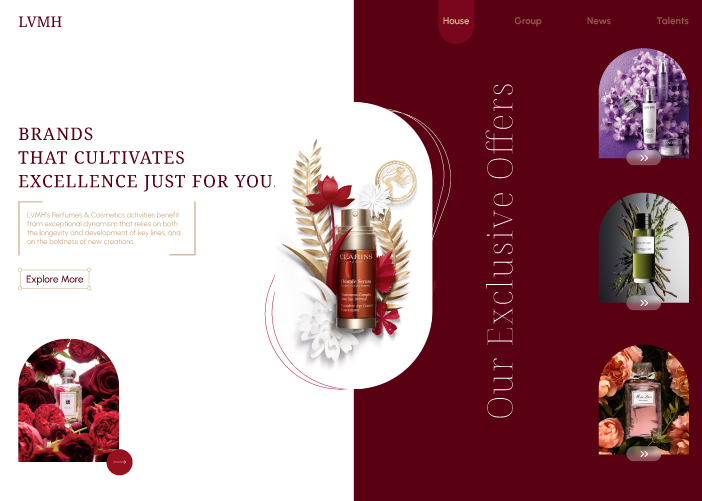 LVMH
House
Group
News
Talents
BRANDS
THAT CULTIVATES
EXCELLENCE JUST FOR YOU.
LVMH's Perfumes & Cosmetics activities benefit
from exceptional dynamism that relies on both
the longevity and development of key lines, and
on the boldness of new creations.
Explore More
CLARINS
Double Serum
Our Exclusive Offers
Miss Dior